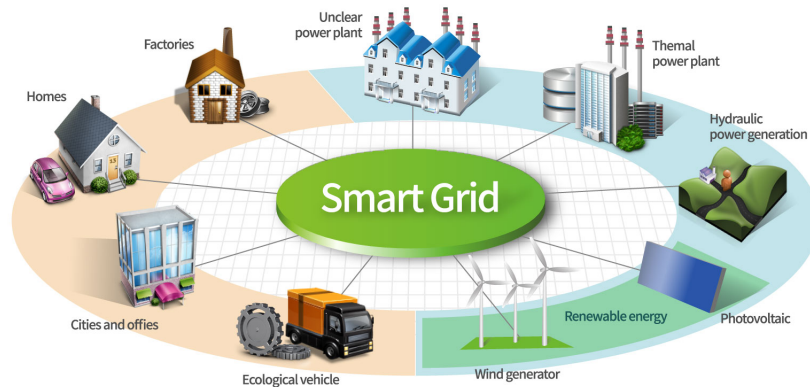 Unclear
power plant
Factories
Themal
power plant
Homes
Hydraulic
power generation
Smart Grid
Cities and offies
Renewable energy
Photovoltaic
Ecological vehicle
Wind generator